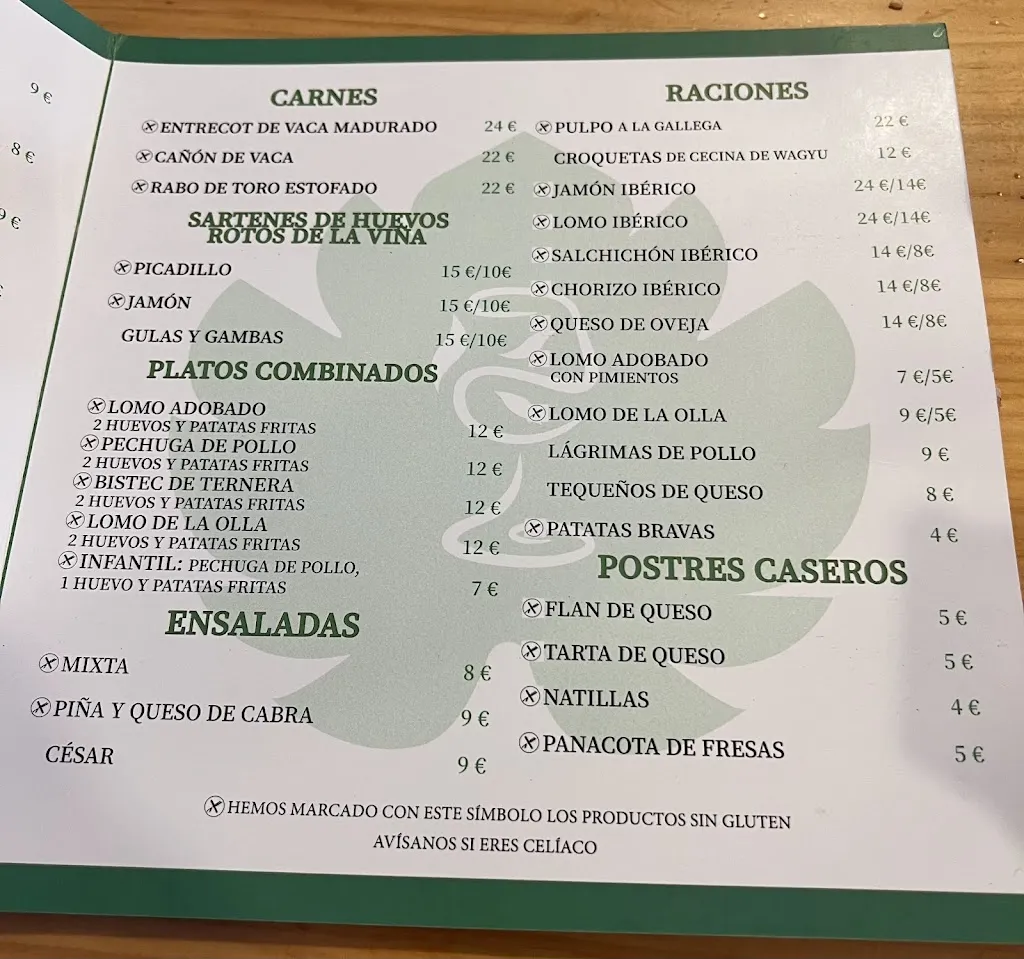 9 €
8 €
9 €
CARNES
ENTRECOT DE VACA MADURADO 24 €
CAÑÓN DE VACA 22 €
RABO DE TORO ESTOFADO 22 €
SARTENES DE HUEVOS
ROTOS DE LA VIÑA
PICADILLO 15 €/10€
JAMÓN 15 €/10€
GULAS Y GAMBAS 15 €/10€
PLATOS COMBINADOS
LOMO ADOBADO
2 HUEVOS Y PATATAS FRITAS 12 €
PECHUGA DE POLLO
2 HUEVOS Y PATATAS FRITAS 12 €
BISTEC DE TERNERA
2 HUEVOS Y PATATAS FRITAS 12 €
LOMO DE LA OLLA
2 HUEVOS Y PATATAS FRITAS 12 €
INFANTIL: PECHUGA DE POLLO,
1 HUEVO Y PATATAS FRITAS 7 €
ENSALADAS
MIXTA 8 €
PIÑA Y QUESO DE CABRA 9 €
CÉSAR 9 €
RACIONES
PULPO A LA GALLEGA 22 €
CROQUETAS DE CECINA DE WAGYU 12 €
JAMÓN IBÉRICO 24 €/14€
LOMO IBÉRICO 24 €/14€
SALCHICHÓN IBÉRICO 14 €/8€
CHORIZO IBÉRICO 14 €/8€
QUESO DE OVEJA 14 €/8€
LOMO ADOBADO
CON PIMIENTOS 7 €/5€
LOMO DE LA OLLA 9 €/5€
LÁGRIMAS DE POLLO 9 €
TEQUEÑOS DE QUESO 8 €
PATATAS BRAVAS 4 €
POSTRES CASEROS
FLAN DE QUESO 5 €
TARTA DE QUESO 5 €
NATILLAS 4 €
PANACOTA DE FRESAS 5 €
HEMOS MARCADO CON ESTE SÍMBOLO LOS PRODUCTOS SIN GLUTEN
AVÍSANOS SI ERES CELÍACO